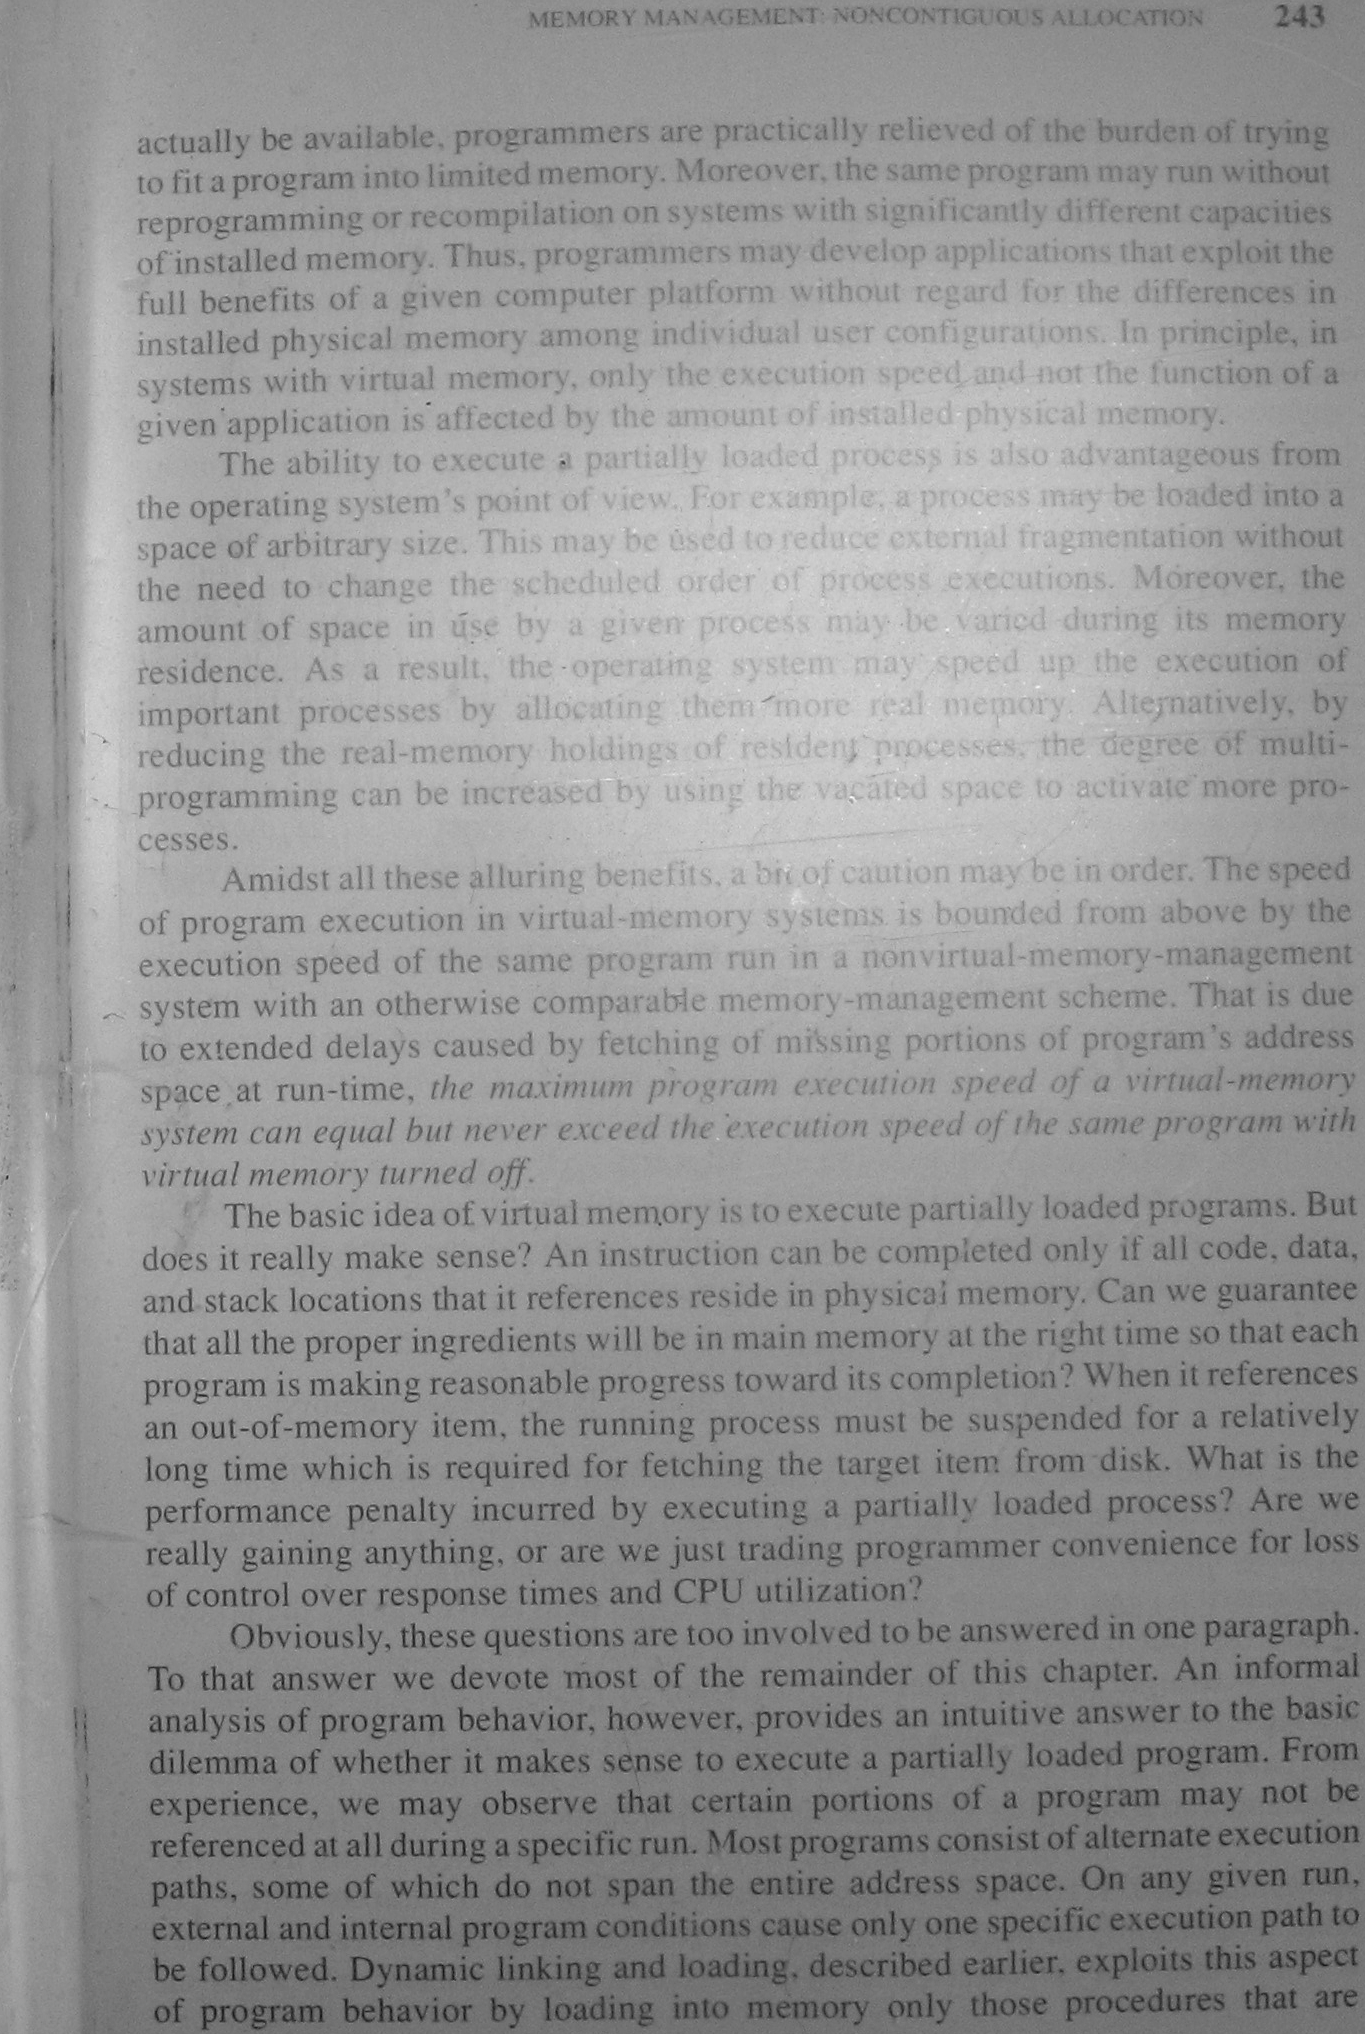 MEMORY MANAGEMENT: NONCONTIGUOUS ALLOCATION 243
actually be available, programmers are practically relieved of the burden of trying
to fit a program into limited memory. Moreover, the same program may run without
reprogramming or recompilation on systems with significantly different capacities
of installed memory. Thus, programmers may develop applications that exploit the
full benefits of a given computer platform without regard for the differences in
installed physical memory among individual user configurations. In principle, in
systems with virtual memory, only the execution speed and not the function of a
given application is affected by the amount of installed physical memory.
The ability to execute a partially loaded process is also advantageous from
the operating system's point of view. For example, a process may be loaded into a
space of arbitrary size. This may be used to reduce external fragmentation without
the need to change the scheduled order of process executions. Moreover, the
amount of space in use by a given process may be varied during its memory
residence. As a result, the operating system may speed up the execution of
important processes by allocating them more real memory. Alternatively, by
reducing the real-memory holdings of resident processes, the degree of multi-
programming can be increased by using the vacated space to activate more pro-
cesses.
Amidst all these alluring benefits, a bit of caution may be in order. The speed
of program execution in virtual-memory systems is bounded from above by the
execution speed of the same program run in a nonvirtual-memory-management
system with an otherwise comparable memory-management scheme. That is due
to extended delays caused by fetching of missing portions of program's address
space at run-time, the maximum program execution speed of a virtual-memory
system can equal but never exceed the execution speed of the same program with
virtual memory turned off.
The basic idea of virtual memory is to execute partially loaded programs. But
does it really make sense? An instruction can be completed only if all code, data,
and stack locations that it references reside in physical memory. Can we guarantee
that all the proper ingredients will be in main memory at the right time so that each
program is making reasonable progress toward its completion? When it references
an out-of-memory item, the running process must be suspended for a relatively
long time which is required for fetching the target item from disk. What is the
performance penalty incurred by executing a partially loaded process? Are we
really gaining anything, or are we just trading programmer convenience for loss
of control over response times and CPU utilization?
Obviously, these questions are too involved to be answered in one paragraph.
To that answer we devote most of the remainder of this chapter. An informal
analysis of program behavior, however, provides an intuitive answer to the basic
dilemma of whether it makes sense to execute a partially loaded program. From
experience, we may observe that certain portions of a program may not be
referenced at all during a specific run. Most programs consist of alternate execution
paths, some of which do not span the entire address space. On any given run,
external and internal program conditions cause only one specific execution path to
be followed. Dynamic linking and loading, described earlier, exploits this aspect
of program behavior by loading into memory only those procedures that are